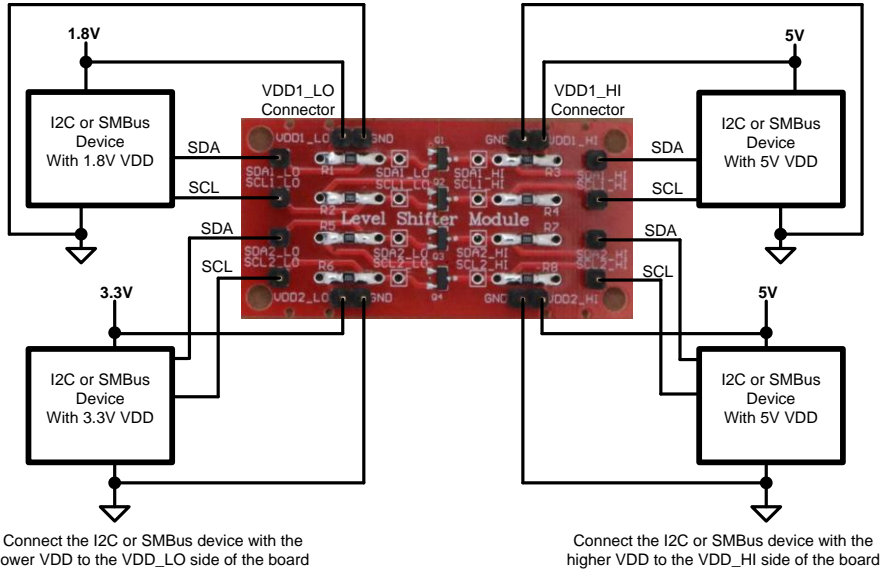 1.8V
5V
VDD1_LO
Connector
VDD1_HI
Connector
I2C or SMBus
Device
With 1.8V VDD
SDA
SCL
I2C or SMBus
Device
With 5V VDD
SDA
SCL
VDD1_LO
GND
GND
VDD1_HI
Q1
R1
SDA1_LO
SCL1_LO
SDA1_LO
SCL1_LO
SDA1_HI
SCL1_HI
R3
SDA1_HI
SCL1_HI
Q2
R2
R4
Level Shifter Module
R5
R7
SDA2_LO
SCL2_LO
SDA2_LO
SCL2_LO
Q3
SDA2_HI
SCL2_HI
SDA2_HI
SCL2_HI
R6
R8
VDD2_LO
GND
Q4
GND
VDD2_HI
SDA
SCL
SDA
SCL
3.3V
5V
I2C or SMBus
Device
With 3.3V VDD
I2C or SMBus
Device
With 5V VDD
Connect the I2C or SMBus device with the
ower VDD to the VDD_LO side of the board
Connect the I2C or SMBus device with the
higher VDD to the VDD_HI side of the board